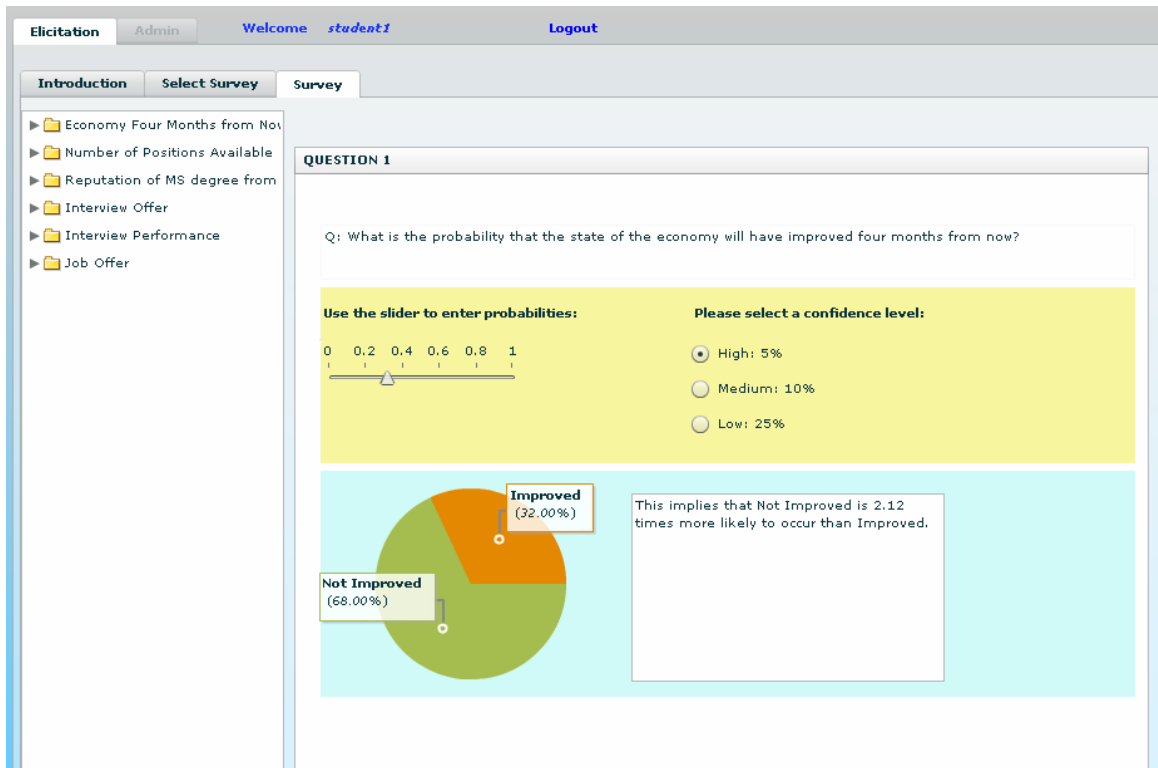 Elicitation Admin Welcome student1 Logout
Introduction Select Survey Survey
Economy Four Months from Nov
Number of Positions Available
Reputation of MS degree from
Interview Offer
Interview Performance
Job Offer
QUESTION 1
Q: What is the probability that the state of the economy will have improved four months from now?
Use the slider to enter probabilities:
0 0.2 0.4 0.6 0.8 1
Please select a confidence level:
High: 5%
Medium: 10%
Low: 25%
Improved
(32.00%)
Not Improved
(68.00%)
This implies that Not Improved is 2.12
times more likely to occur than Improved.